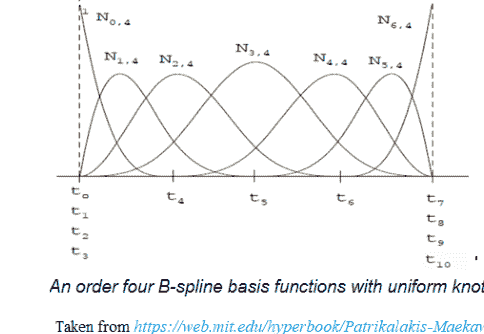 1
N0,4
N6,4
N1,4 N2,4 N3,4 N4,4 N5,4
t0 t4 t5 t6 t7
t1 t8
t2 t9
t3 t10
An order four B-spline basis functions with uniform knot
Taken from https://web.mit.edu/hyperbook/Patrikalakis-Maekav